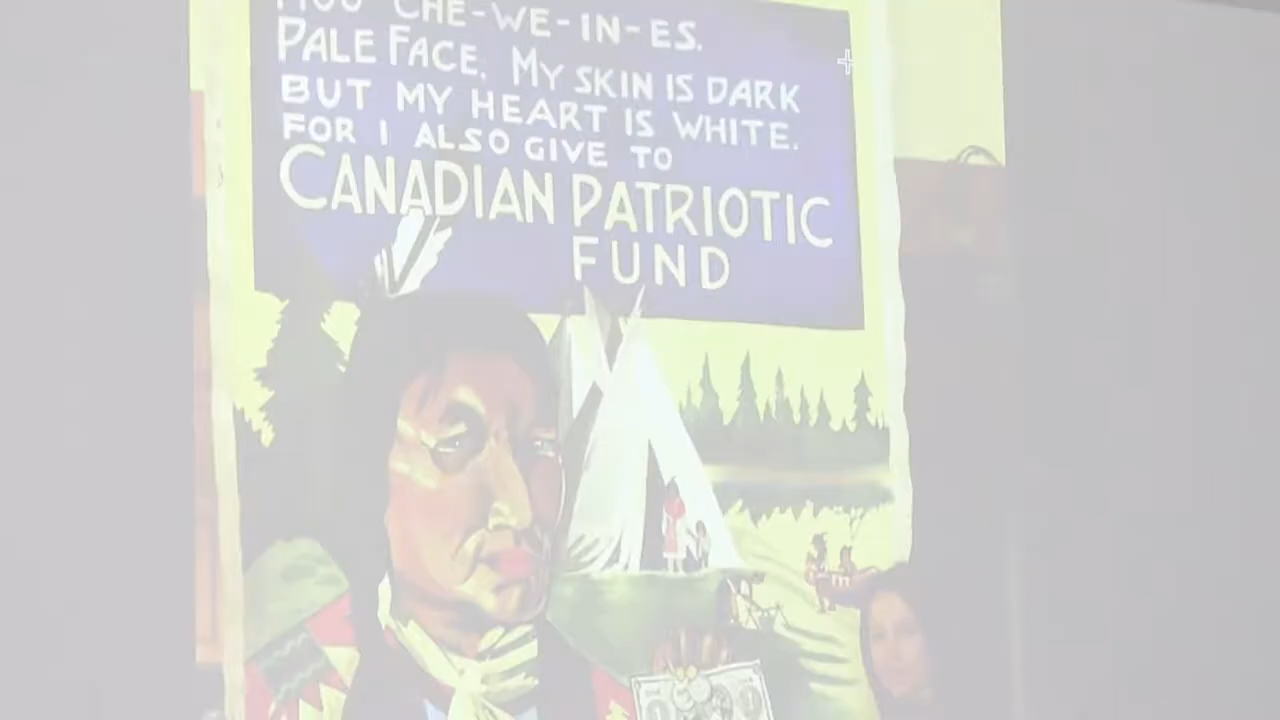 CHE-WE-IN-ES.
PALE FACE, MY SKIN IS DARK
BUT MY HEART IS WHITE.
FOR I ALSO GIVE TO
CANADIAN PATRIOTIC
FUND